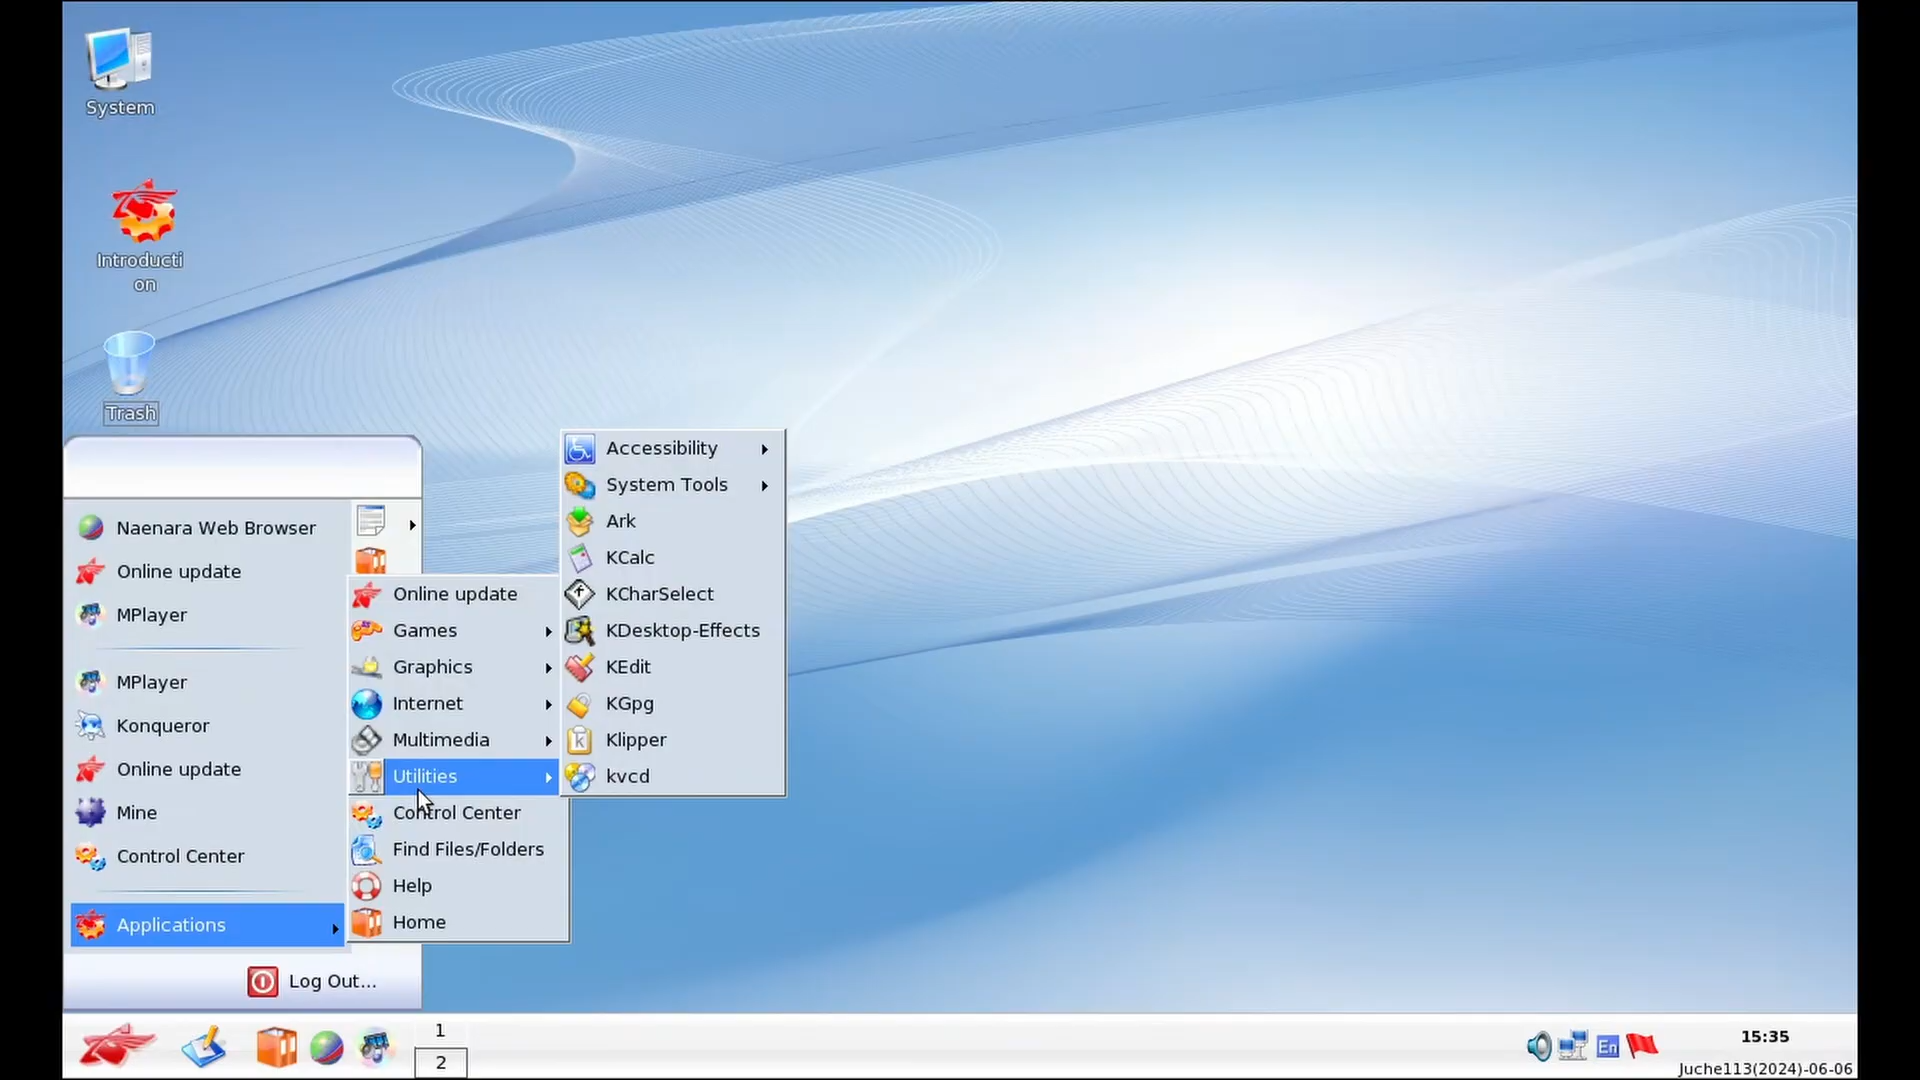 System
Introducti
on
Trash
Naenara Web Browser
Online update
MPlayer
MPlayer
Konqueror
Online update
Mine
Control Center
Applications
Log Out...
Online update
Games
Graphics
Internet
Multimedia
Utilities
Control Center
Find Files/Folders
Help
Home
Accessibility
System Tools
Ark
KCalc
KCharSelect
KDesktop-Effects
KEdit
KGpg
Klipper
kvcd
1
2
En
15:35
Juche113(2024)-06-06